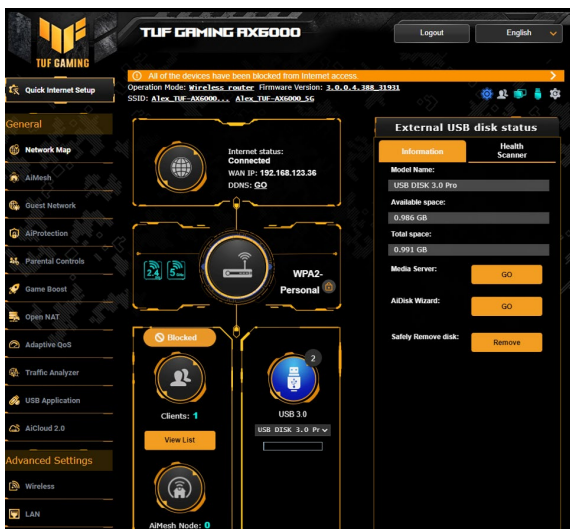 TUF GAMING
TUF GAMING AX6000
Logout
English
All of the devices have been blocked from Internet access.
Quick Internet Setup
Operation Mode: Wireless router Firmware Version: 3.0.0.4.388_31931
SSID: Alex_TUF-AX6000... Alex_TUF-AX6000_5G
General
Network Map
AiMesh
Guest Network
AiProtection
Parental Controls
Game Boost
Open NAT
Adaptive QoS
Traffic Analyzer
USB Application
AiCloud 2.0
Advanced Settings
Wireless
LAN
Internet status:
Connected
WAN IP: 192.168.123.36
DDNS: GO
2.4
5
WPA2-
Personal
Blocked
Clients: 1
View List
AiMesh Node: 0
2
USB 3.0
USB DISK 3.0 Pr
External USB disk status
Information
Health
Scanner
Model Name:
USB DISK 3.0 Pro
Available space:
0.986 GB
Total space:
0.991 GB
Media Server:
GO
AiDisk Wizard:
GO
Safely Remove disk:
Remove